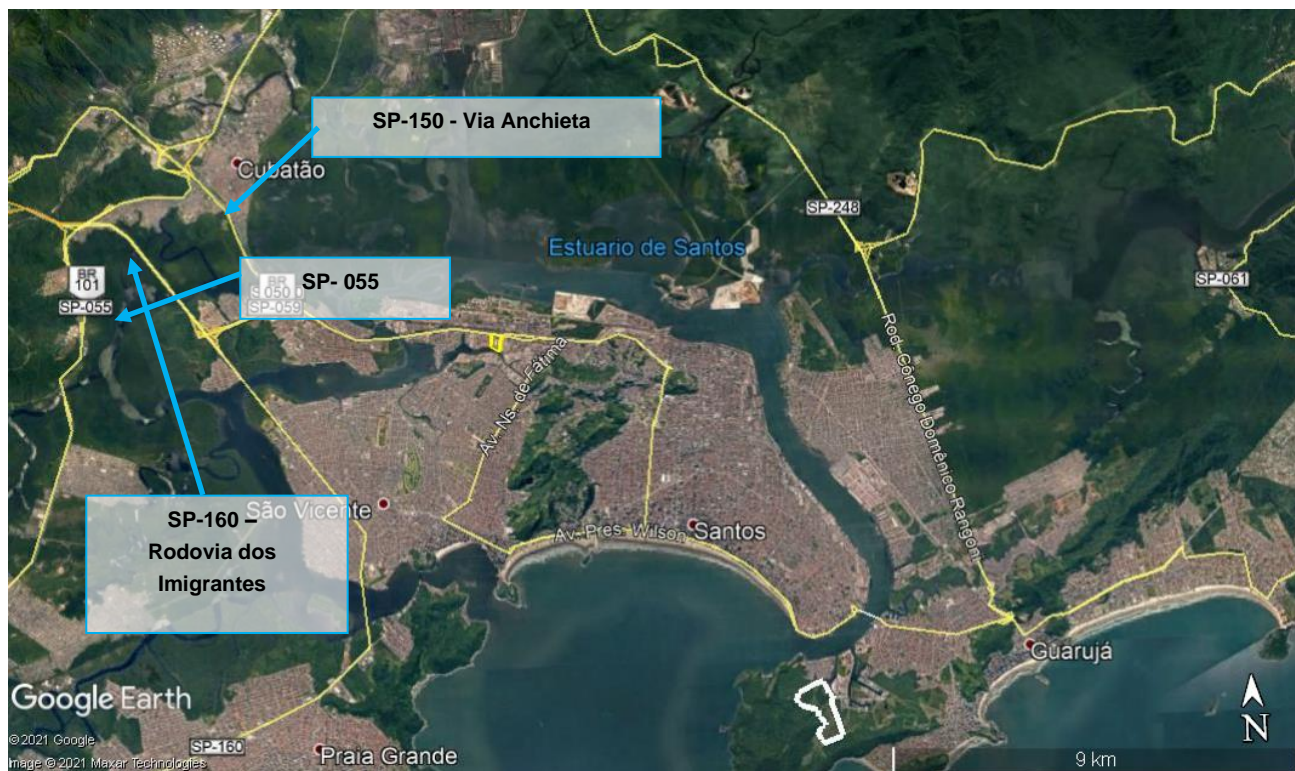 SP-150 - Via Anchieta
Cubatão
SP-248
Estuario de Santos
BR
101
SP-055
SP- 055
BR
050
SP-059
SP-061
Av. Ns. de Fátima
Rod. Cônego Domênico Rangoni
SP-160 –
Rodovia dos
Imigrantes
São Vicente
Av. Pres. Wilson
Santos
Guarujá
Google Earth
© 2021 Google
Image © 2021 Maxar Technologies
SP-160
Praia Grande
N
9 km